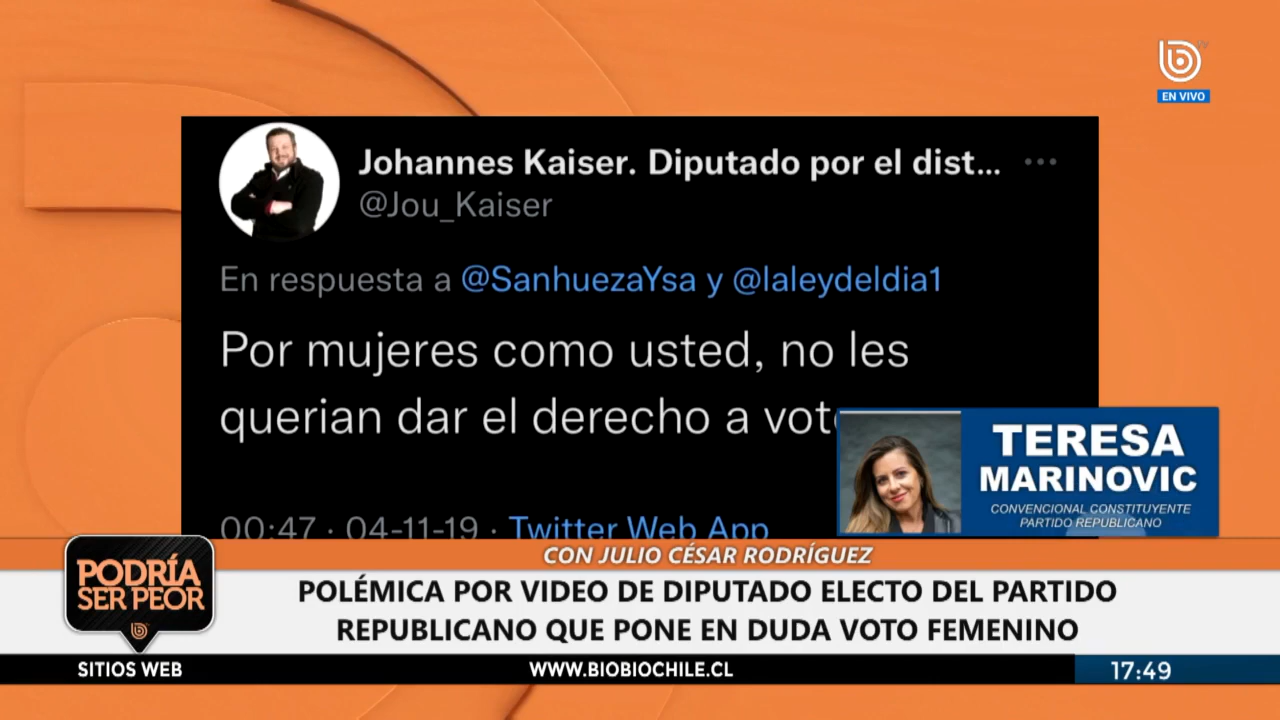 EN VIVO
Johannes Kaiser. Diputado por el dist...
@Jou_Kaiser
En respuesta a @SanhuezaYsa y @laleydeldia1
Por mujeres como usted, no les
querian dar el derecho a
00:47 · 04-11-19 · Twitter Web App
TERESA
MARINOVIC
CONVENCIONAL CONSTITUYENTE
PARTIDO REPUBLICANO
CON JULIO CÉSAR RODRÍGUEZ
PODRÍA
SER PEOR
POLÉMICA POR VIDEO DE DIPUTADO ELECTO DEL PARTIDO
REPUBLICANO QUE PONE EN DUDA VOTO FEMENINO
SITIOS WEB
WWW.BIOBIOCHILE.CL
17:49